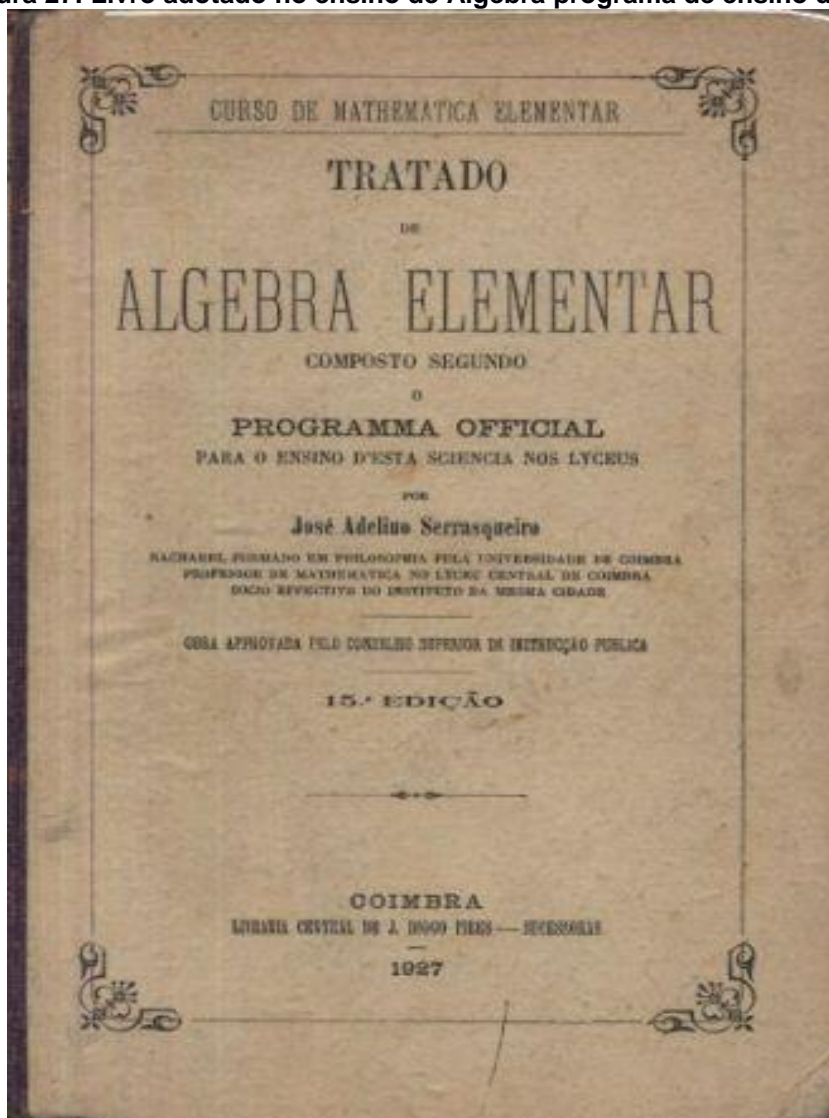 27: Livro adotado no ensino de Álgebra programa de ensino
CURSO DE MATHEMATICA ELEMENTAR
TRATADO
DE
ALGEBRA ELEMENTAR
COMPOSTO SEGUNDO
O
PROGRAMMA OFFICIAL
PARA O ENSINO D'ESTA SCIENCIA NOS LYCEUS
POR
José Adelino Serrasqueiro
BACHAREL FORMADO EM PHILOSOPHIA PELA UNIVERSIDADE DE COIMBRA
PROFESSOR DE MATHEMATICA NO LYCEU CENTRAL DE COIMBRA
SOCIO EFFECTIVO DO INSTITUTO DA MESMA CIDADE
OBRA APPROVADA PELO CONSELHO SUPERIOR DE INSTRUCÇÃO PUBLICA
15.ª EDIÇÃO
COIMBRA
LIVRARIA CENTRAL DE J. DIOGO PIRES — SUCESSORAS
1927